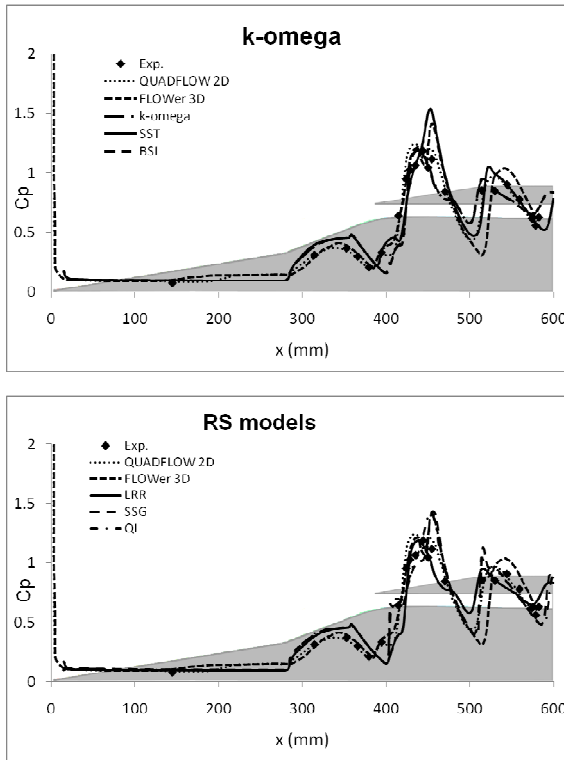 k-omega
2
1.5
1
0.5
0
Cp
Exp.
QUADFLOW 2D
FLOWer 3D
k-omega
SST
BSL
0 100 200 300 400 500 600
x (mm)
RS models
2
1.5
1
0.5
0
Cp
Exp.
QUADFLOW 2D
FLOWer 3D
LRR
SSG
QI
0 100 200 300 400 500 600
x (mm)